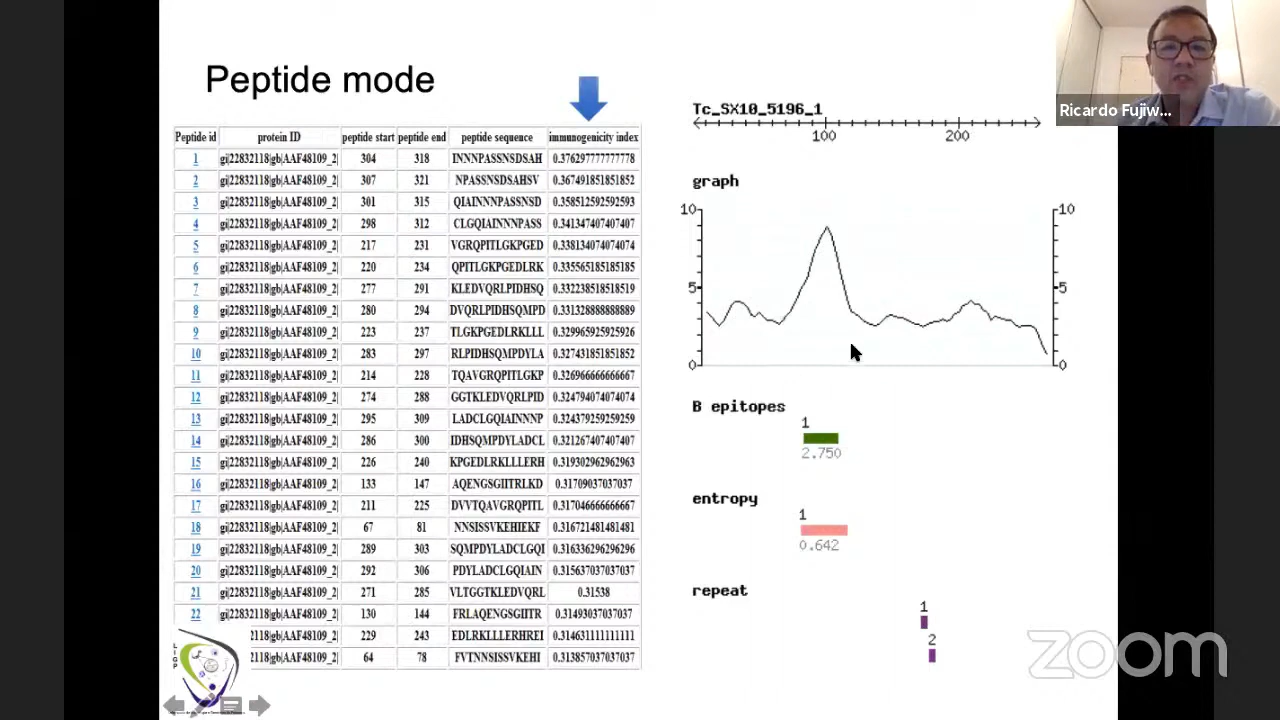 Peptide mode
Peptide id protein ID peptide start peptide end peptide sequence immunogenicity index
1 gi|22832118|gb|AAF48109_2| 304 318 INNNPASSNSDSAH 0.376297777777778
2 gi|22832118|gb|AAF48109_2| 307 321 NPASSNSDSAHSV 0.367491851851852
3 gi|22832118|gb|AAF48109_2| 301 315 QIAINNNPASSNSD 0.358512592592593
4 gi|22832118|gb|AAF48109_2| 298 312 CLGQIAINNNPASS 0.341347407407407
5 gi|22832118|gb|AAF48109_2| 217 231 VGRQPITLGKPGED 0.338134074074074
6 gi|22832118|gb|AAF48109_2| 220 234 QPITLGKPGEDLRK 0.335565185185185
7 gi|22832118|gb|AAF48109_2| 277 291 KLEDVQRLPIDHSQ 0.332238518518519
8 gi|22832118|gb|AAF48109_2| 280 294 DVQRLPIDHSQMPD 0.331328888888889
9 gi|22832118|gb|AAF48109_2| 223 237 TLGKPGEDLRKLLL 0.329965925925926
10 gi|22832118|gb|AAF48109_2| 283 297 RLPIDHSQMPDYLA 0.327431851851852
11 gi|22832118|gb|AAF48109_2| 214 228 TQAVGRQPITLGKP 0.326966666666667
12 gi|22832118|gb|AAF48109_2| 274 288 GGTKLEDVQRLPID 0.324794074074074
13 gi|22832118|gb|AAF48109_2| 295 309 LADCLGQIAINNNP 0.324379259259259
14 gi|22832118|gb|AAF48109_2| 286 300 IDHSQMPDYLADCL 0.321267407407407
15 gi|22832118|gb|AAF48109_2| 226 240 KPGEDLRKLLLERH 0.319302962962963
16 gi|22832118|gb|AAF48109_2| 133 147 AQENGSGIITRLKD 0.31709037037037
17 gi|22832118|gb|AAF48109_2| 211 225 DVVTQAVGRQPITL 0.317046666666667
18 gi|22832118|gb|AAF48109_2| 67 81 NNSISSVKEHIEKF 0.316721481481481
19 gi|22832118|gb|AAF48109_2| 289 303 SQMPDYLADCLGQI 0.316336296296296
20 gi|22832118|gb|AAF48109_2| 292 306 PDYLADCLGQIAIN 0.315637037037037
21 gi|22832118|gb|AAF48109_2| 271 285 VLTGGTKLEDVQRL 0.31538
22 gi|22832118|gb|AAF48109_2| 130 144 FRLAQENGSGIITR 0.31493037037037
2118|gb|AAF48109_2| 229 243 EDLRKLLLERHREI 0.314631111111111
2118|gb|AAF48109_2| 64 78 FVTNNSISSVKEHI 0.313857037037037
LIGP
Tc_SX10_5196_1
100 200
graph
10 10
5 5
0 0
B epitopes
1
2.750
entropy
1
0.642
repeat
1
2
Ricardo Fujiw...
zoom